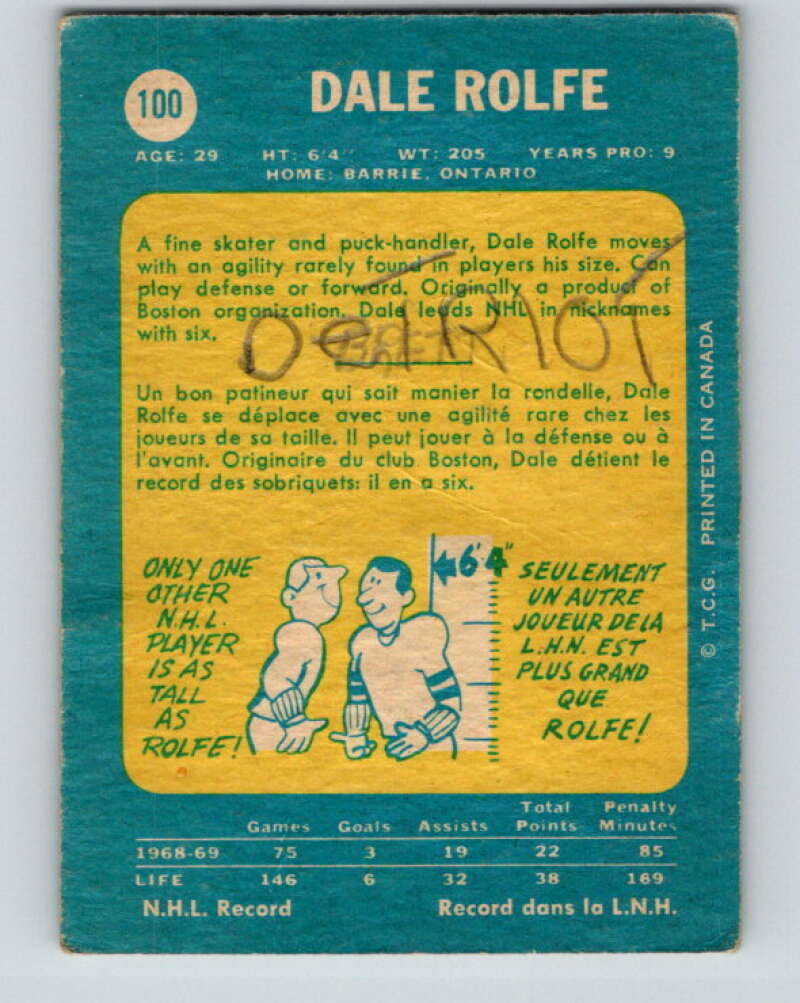 100
DALE ROLFE
AGE: 29 HT: 6'4" WT: 205 YEARS PRO: 9
HOME: BARRIE, ONTARIO
A fine skater and puck-handler, Dale Rolfe moves
with an agility rarely found in players his size. Can
play defense or forward. Originally a product of
Boston organization. Dale leads NHL in nicknames
with six.
DETRIOT
Un bon patineur qui sait manier la rondelle, Dale
Rolfe se déplace avec une agilité rare chez les
joueurs de sa taille. Il peut jouer à la défense ou à
l'avant. Originaire du club Boston, Dale détient le
record des sobriquets: il en a six.
ONLY ONE
OTHER
N.H.L.
PLAYER
IS AS
TALL
AS
ROLFE!
6'4"
SEULEMENT
UN AUTRE
JOUEUR DE LA
L.H.N. EST
PLUS GRAND
QUE
ROLFE!
© T.C.G. PRINTED IN CANADA
Games Goals Assists Total Points Penalty Minutes
1968-69 75 3 19 22 85
LIFE 146 6 32 38 169
N.H.L. Record Record dans la L.N.H.